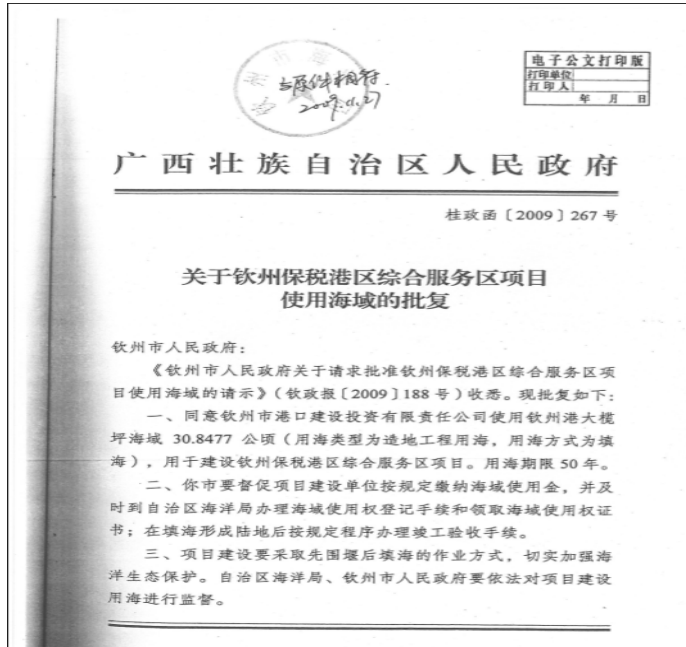 与原件相符.
2009.11.27
电子公文打印版
打印单位
打印人
年 月 日
广西壮族自治区人民政府
桂政函〔2009〕267 号
关于钦州保税港区综合服务区项目
使用海域的批复
钦州市人民政府：
《钦州市人民政府关于请求批准钦州保税港区综合服务区项
目使用海域的请示》（钦政报〔2009〕188 号）收悉。现批复如下：
一、同意钦州市港口建设投资有限责任公司使用钦州港大榄
坪海域 30.8477 公顷（用海类型为造地工程用海，用海方式为填
海），用于建设钦州保税港区综合服务区项目。用海期限 50 年。
二、你市要督促项目建设单位按规定缴纳海域使用金，并及
时到自治区海洋局办理海域使用权登记手续和领取海域使用权证
书；在填海形成陆地后按规定程序办理竣工验收手续。
三、项目建设要采取先围堰后填海的作业方式，切实加强海
洋生态保护。自治区海洋局、钦州市人民政府要依法对项目建设
用海进行监督。